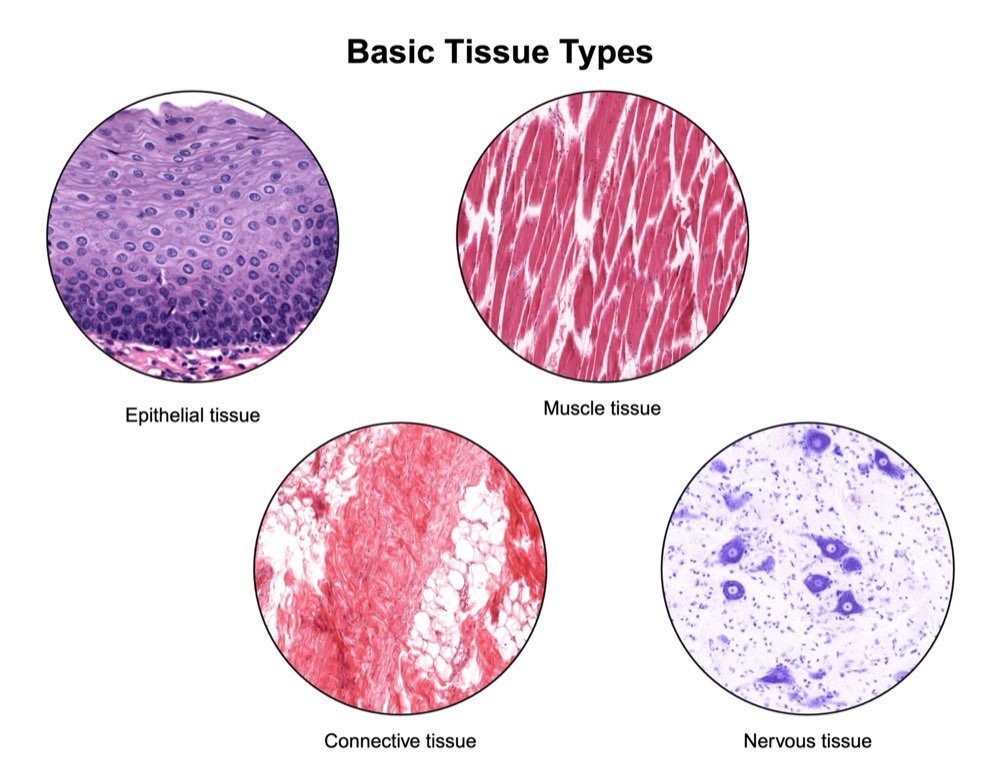 Basic Tissue Types
Epithelial tissue
Muscle tissue
Connective tissue
Nervous tissue